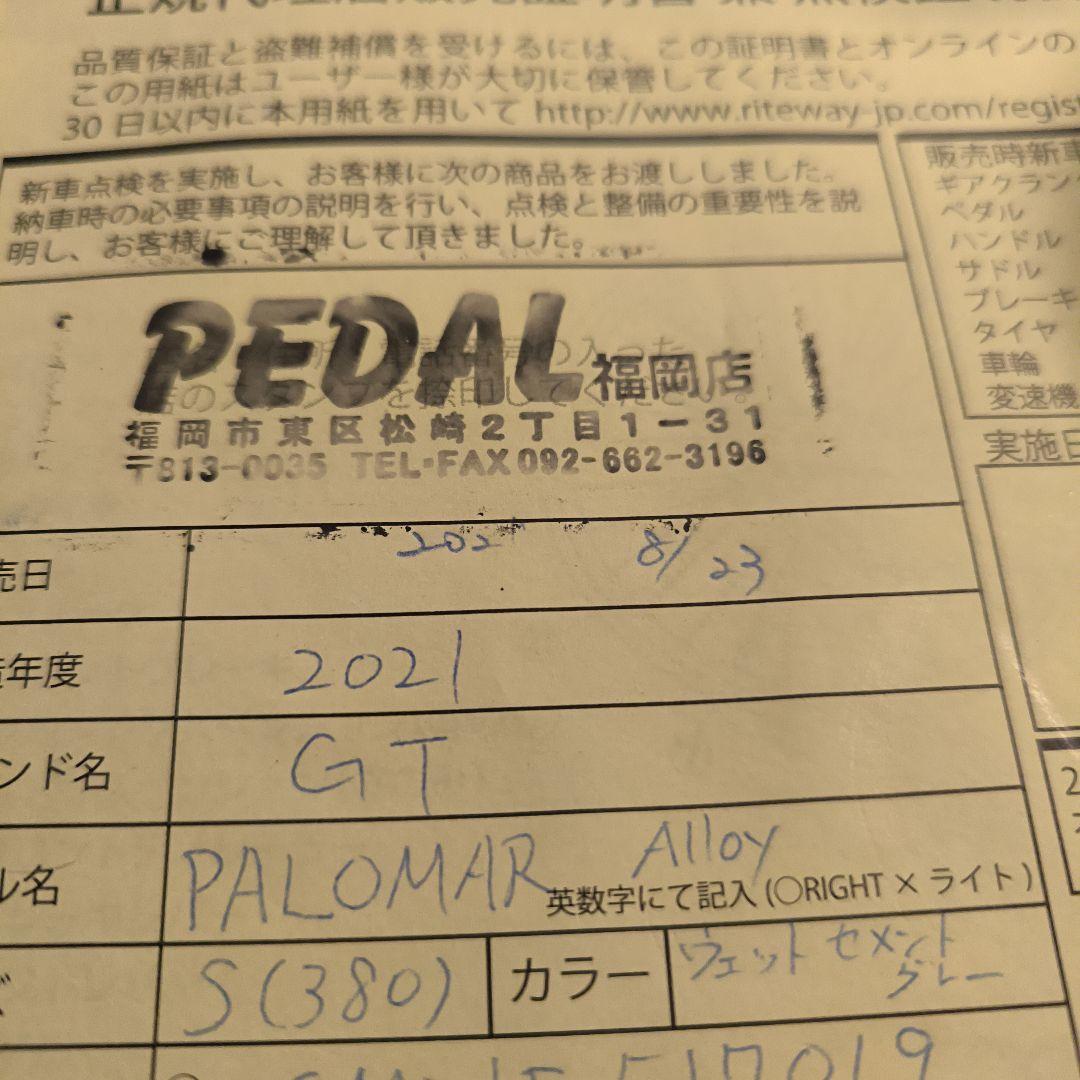 品質保証と盗難補償を受けるには、この証明書とオンラインの
この用紙はユーザー様が大切に保管してください。
30日以内に本用紙を用いて http://www.riteway-jp.com/regist
新車点検を実施し、お客様に次の商品をお渡ししました。
納車時の必要事項の説明を行い、点検と整備の重要性を説
明し、お客様にご理解して頂きました。
PEDAL 福岡店
福岡市東区松崎2丁目1-31
〒813-0035 TEL・FAX 092-662-3196
売日 202 8/23
年度 2021
ンド名 GT
ル名 PALOMAR Alloy
英数字にて記入 (○RIGHT × ライト)
S(380) カラー ウェット セメント
グレー
517019
販売時新車
ギアクランク
ペダル
ハンドル
サドル
ブレーキ
タイヤ
車輪
変速機
実施日